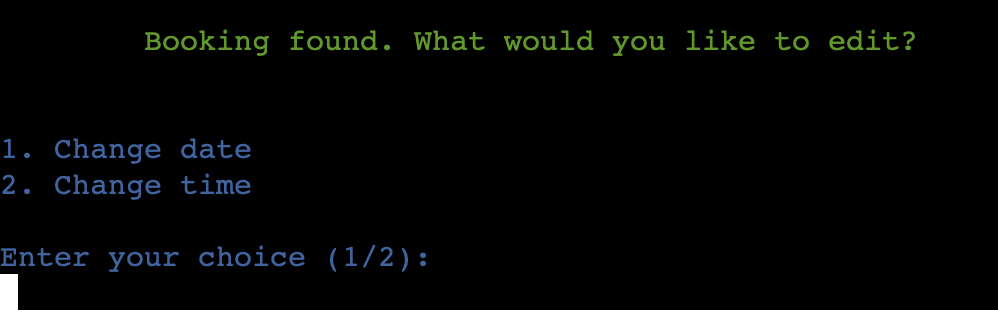 Booking found. What would you like to edit?
1. Change date
2. Change time
Enter your choice (1/2):